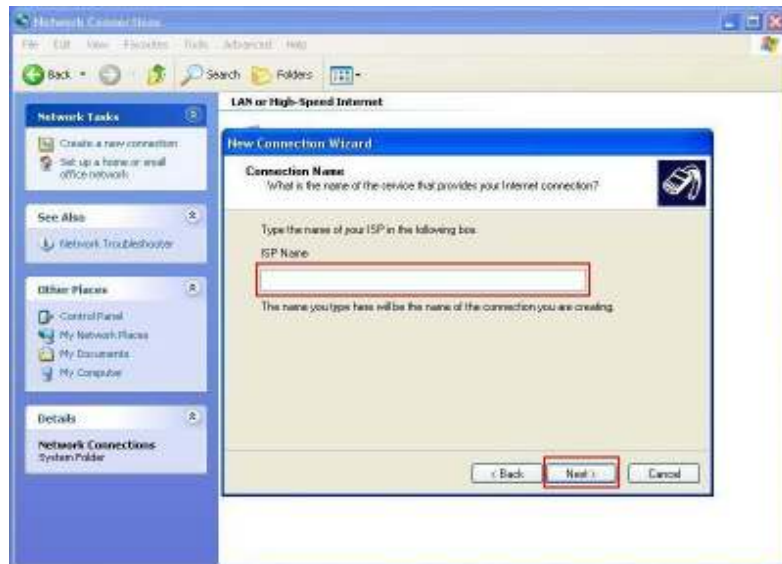 Network Connections
File Edit View Favorites Tools Advanced Help
Back Search Folders
LAN or High-Speed Internet
Network Tasks
Create a new connection
Set up a home or small
office network
See Also
Network Troubleshooter
Other Places
Control Panel
My Network Places
My Documents
My Computer
Details
Network Connections
System Folder
New Connection Wizard
Connection Name
What is the name of the service that provides your Internet connection?
Type the name of your ISP in the following box.
ISP Name
The name you type here will be the name of the connection you are creating.
< Back Next > Cancel